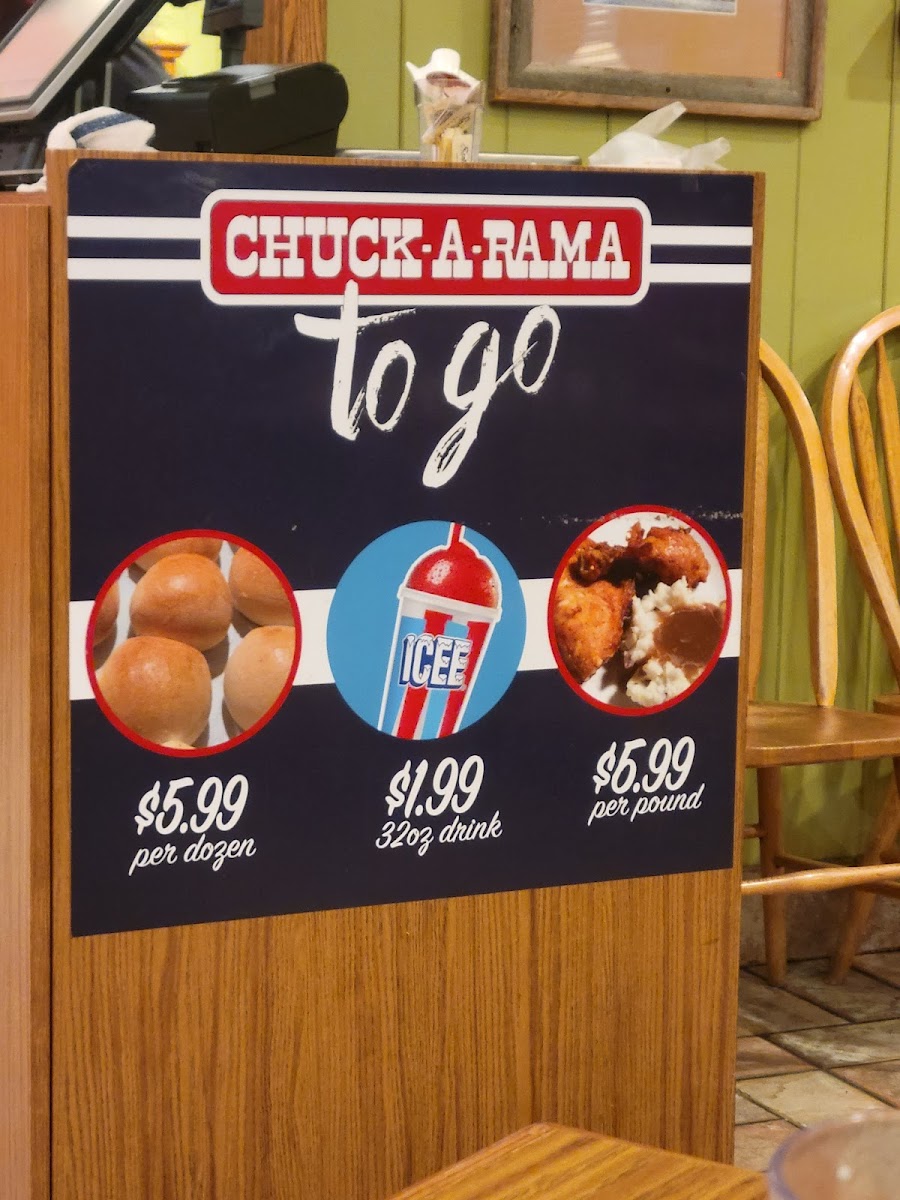 CHUCK-A-RAMA
to go
ICEE
$5.99
per dozen
$1.99
32oz drink
$6.99
per pound